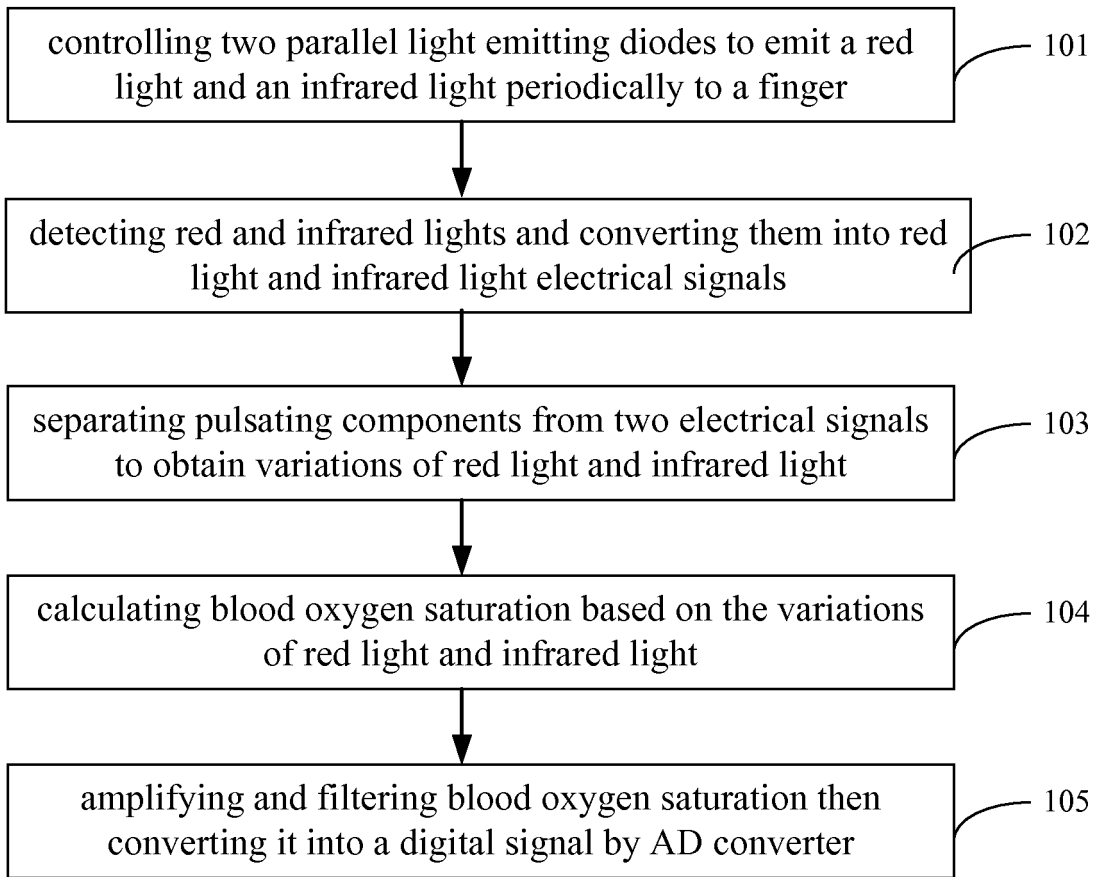 controlling two parallel light emitting diodes to emit a red
light and an infrared light periodically to a finger
101
detecting red and infrared lights and converting them into red
light and infrared light electrical signals
102
separating pulsating components from two electrical signals
to obtain variations of red light and infrared light
103
calculating blood oxygen saturation based on the variations
of red light and infrared light
104
amplifying and filtering blood oxygen saturation then
converting it into a digital signal by AD converter
105